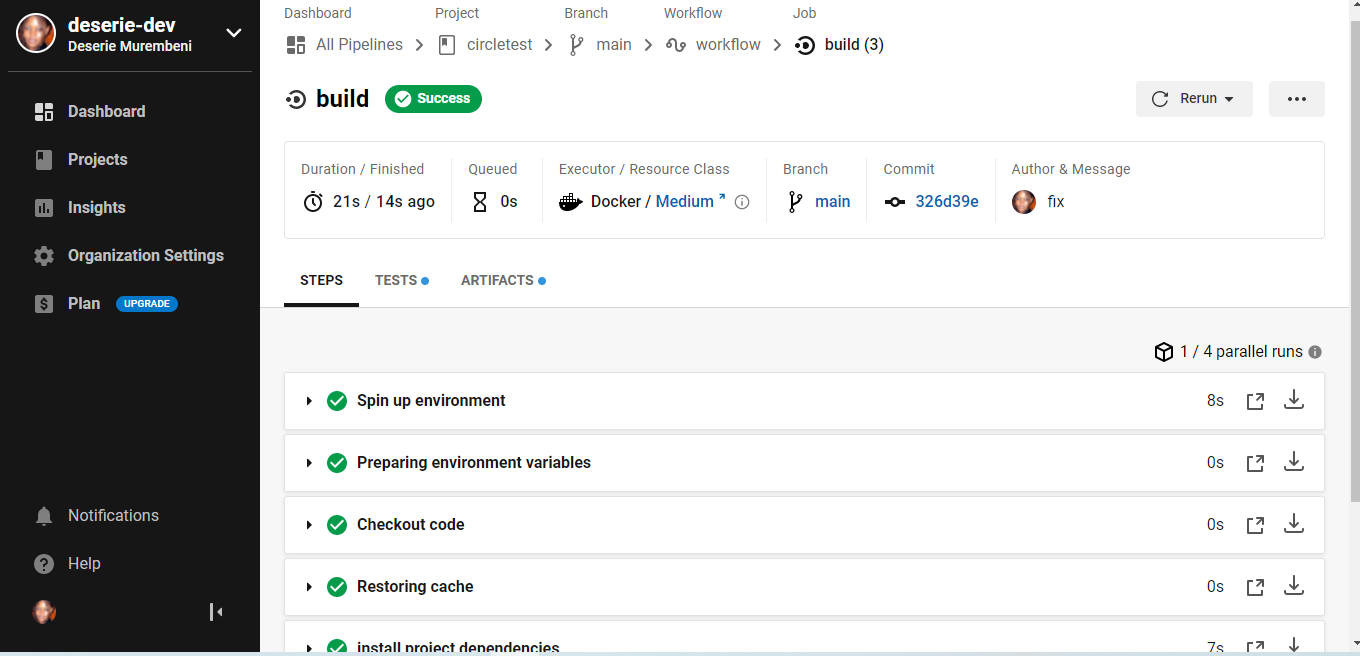 deserie-dev
Deserie Murembeni
Dashboard
Projects
Insights
Organization Settings
Plan UPGRADE
Notifications
Help
Dashboard Project Branch Workflow Job
All Pipelines circletest main workflow build (3)
build Success Rerun
Duration / Finished Queued Executor / Resource Class Branch Commit Author & Message
21s / 14s ago 0s Docker / Medium main 326d39e fix
STEPS TESTS ARTIFACTS
1 / 4 parallel runs
Spin up environment 8s
Preparing environment variables 0s
Checkout code 0s
Restoring cache 0s
install project dependencies 7s